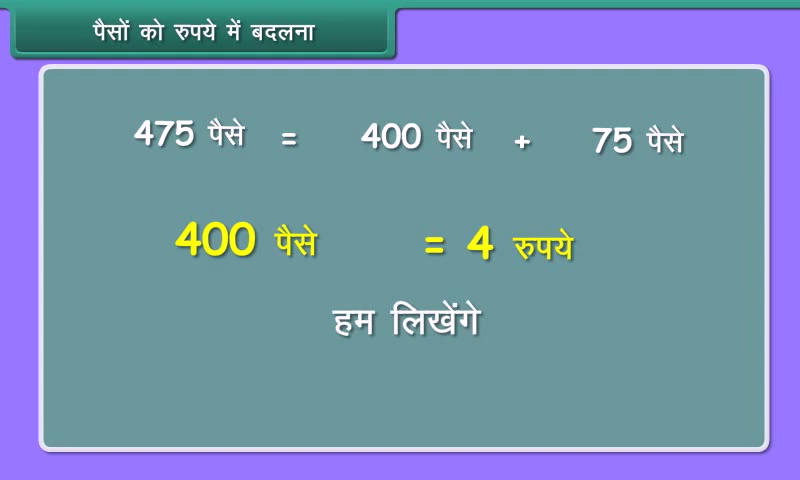 पैसों को रुपये में बदलना
475 पैसे = 400 पैसे + 75 पैसे
400 पैसे = 4 रुपये
हम लिखेंगे